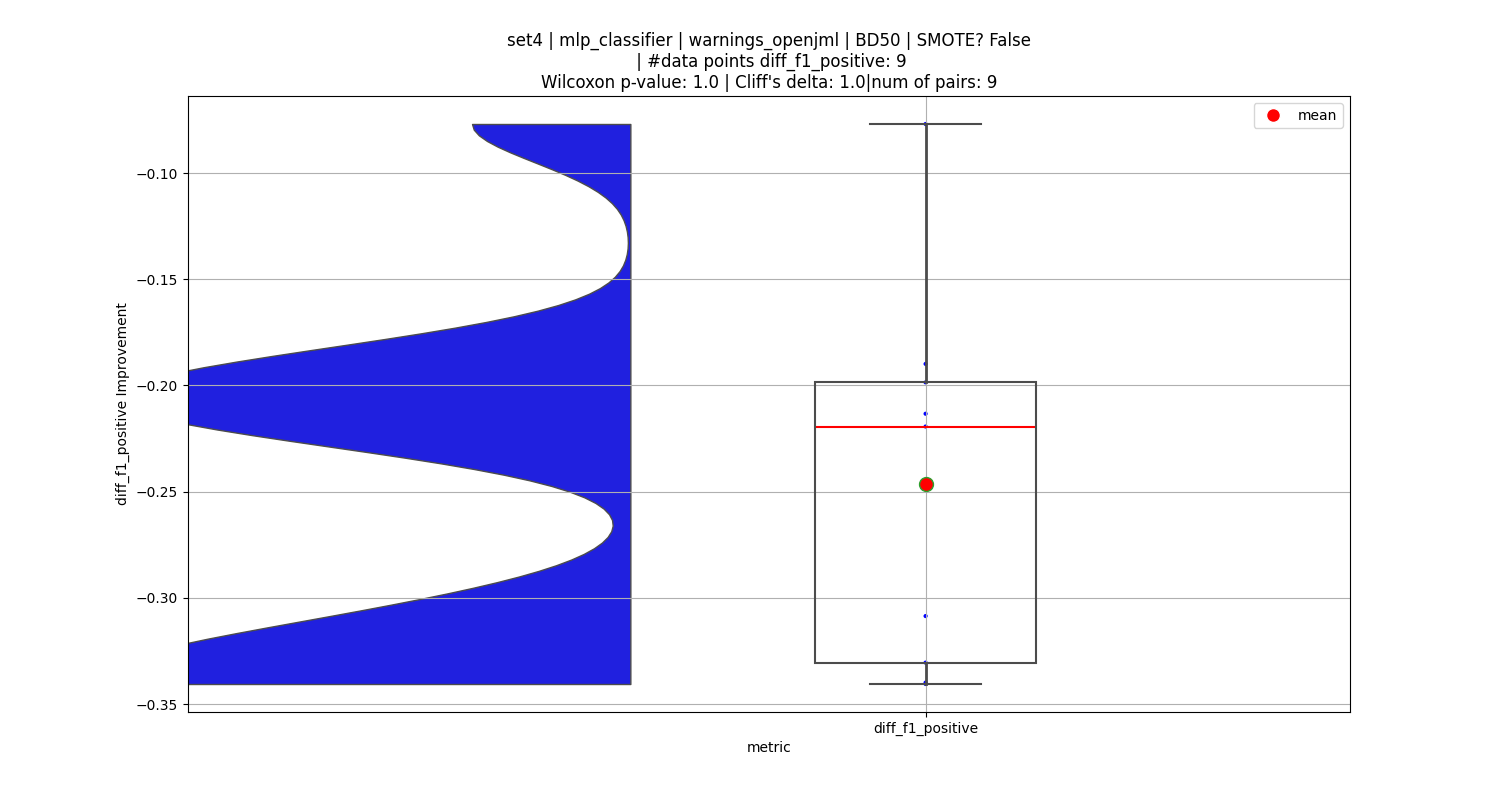 set4 | mlp_classifier | warnings_openjml | BD50 | SMOTE? False
| #data points diff_f1_positive: 9
Wilcoxon p-value: 1.0 | Cliff's delta: 1.0|num of pairs: 9
mean
−0.10
−0.15
−0.20
−0.25
−0.30
−0.35
diff_f1_positive Improvement
diff_f1_positive
metric